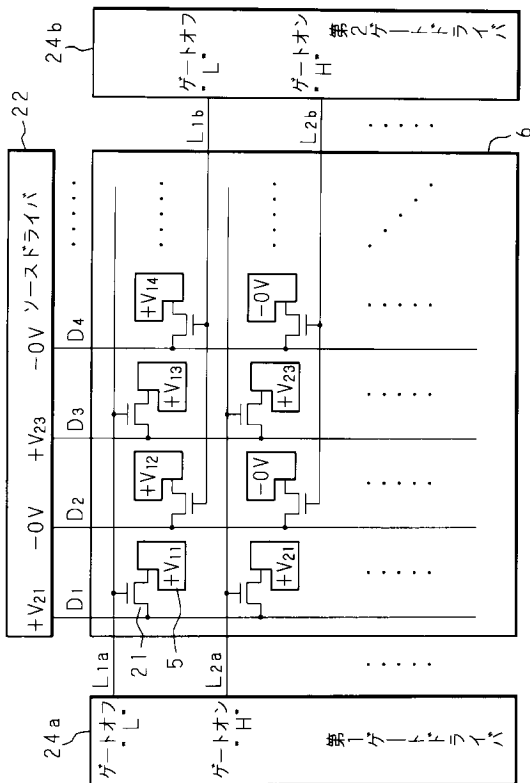 22
ソースドライバ
+V21 −0V +V23 −0V
D1 D2 D3 D4 ・・・・・
24a
24b
ゲートオフ
"L"
L1a
+V11 +V12 +V13 +V14 ・・・・・
21
5
L1b
ゲートオフ
"L"
ゲートオン
"H"
L2a
+V21 −0V +V23 −0V ・・・・・
L2b
ゲートオン
"H"
第1ゲートドライバ
第2ゲートドライバ
6